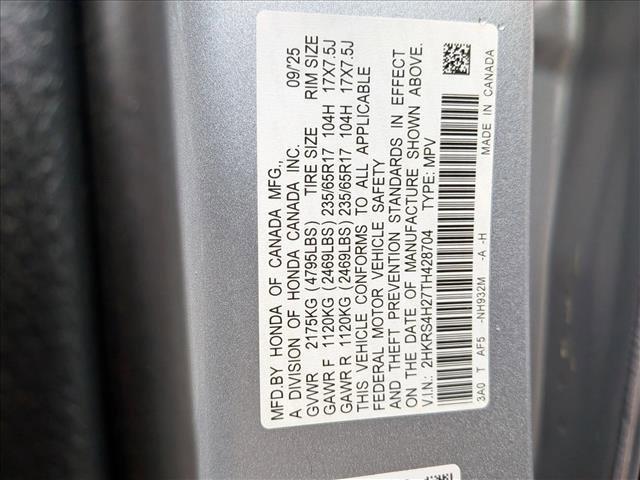 MFD.BY HONDA OF CANADA MFG.,
A DIVISION OF HONDA CANADA INC. 09/25
GVWR 2175KG (4795LBS) TIRE SIZE RIM SIZE
GAWR F 1120KG (2469LBS) 235/65R17 104H 17X7.5J
GAWR R 1120KG (2469LBS) 235/65R17 104H 17X7.5J
THIS VEHICLE CONFORMS TO ALL APPLICABLE
FEDERAL MOTOR VEHICLE SAFETY
AND THEFT PREVENTION STANDARDS IN EFFECT
ON THE DATE OF MANUFACTURE SHOWN ABOVE.
V.I.N.: 2HKRS4H27TH428704 TYPE: MPV
3A0 T AF5 -NH932M -A -H
MADE IN CANADA